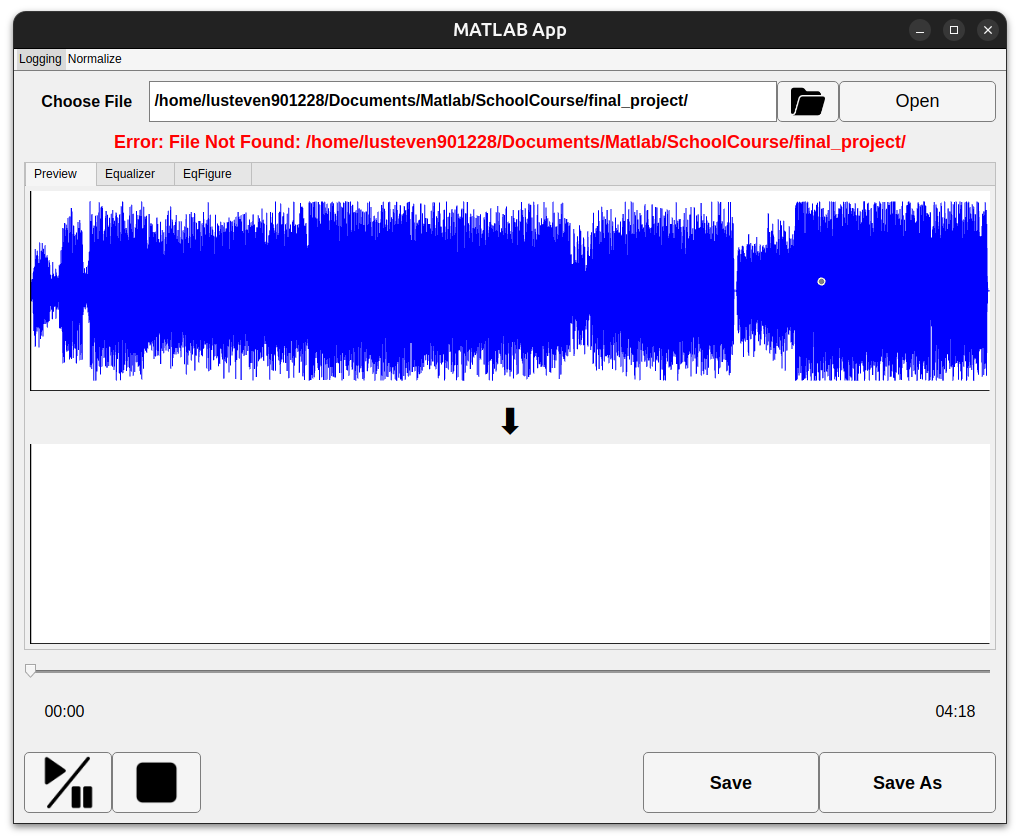 MATLAB App
Logging Normalize
Choose File /home/lusteven901228/Documents/Matlab/SchoolCourse/final_project/ Open
Error: File Not Found: /home/lusteven901228/Documents/Matlab/SchoolCourse/final_project/
Preview Equalizer EqFigure
00:00 04:18
Save Save As